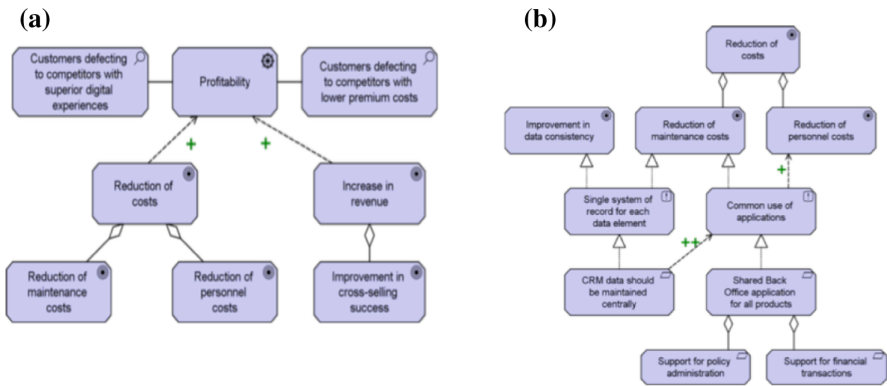 (a)
Customers defecting
to competitors with
superior digital
experiences
Profitability
Customers defecting
to competitors with
lower premium costs
+
+
Reduction of
costs
Increase in
revenue
Reduction of
maintenance
costs
Reduction of
personnel
costs
Improvement in
cross-selling
success
(b)
Reduction of
costs
Improvement in
data consistency
Reduction of
maintenance costs
Reduction of
personnel costs
+
Single system of
record for each
data element
Common use of
applications
++
CRM data should
be maintained
centrally
Shared Back
Office application
for all products
Support for policy
administration
Support for financial
transactions